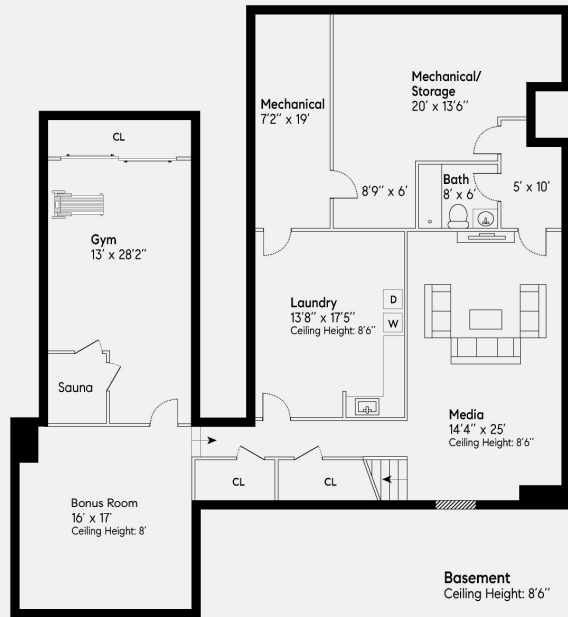 Mechanical/
Storage
20' x 13'6"
Mechanical
7'2" x 19'
CL
Bath
8' x 6'
8'9" x 6'
5' x 10'
Gym
13' x 28'2"
Laundry
13'8" x 17'5"
Ceiling Height: 8'6"
D
W
Sauna
Media
14'4" x 25'
Ceiling Height: 8'6"
CL
CL
Bonus Room
16' x 17'
Ceiling Height: 8'
Basement
Ceiling Height: 8'6"